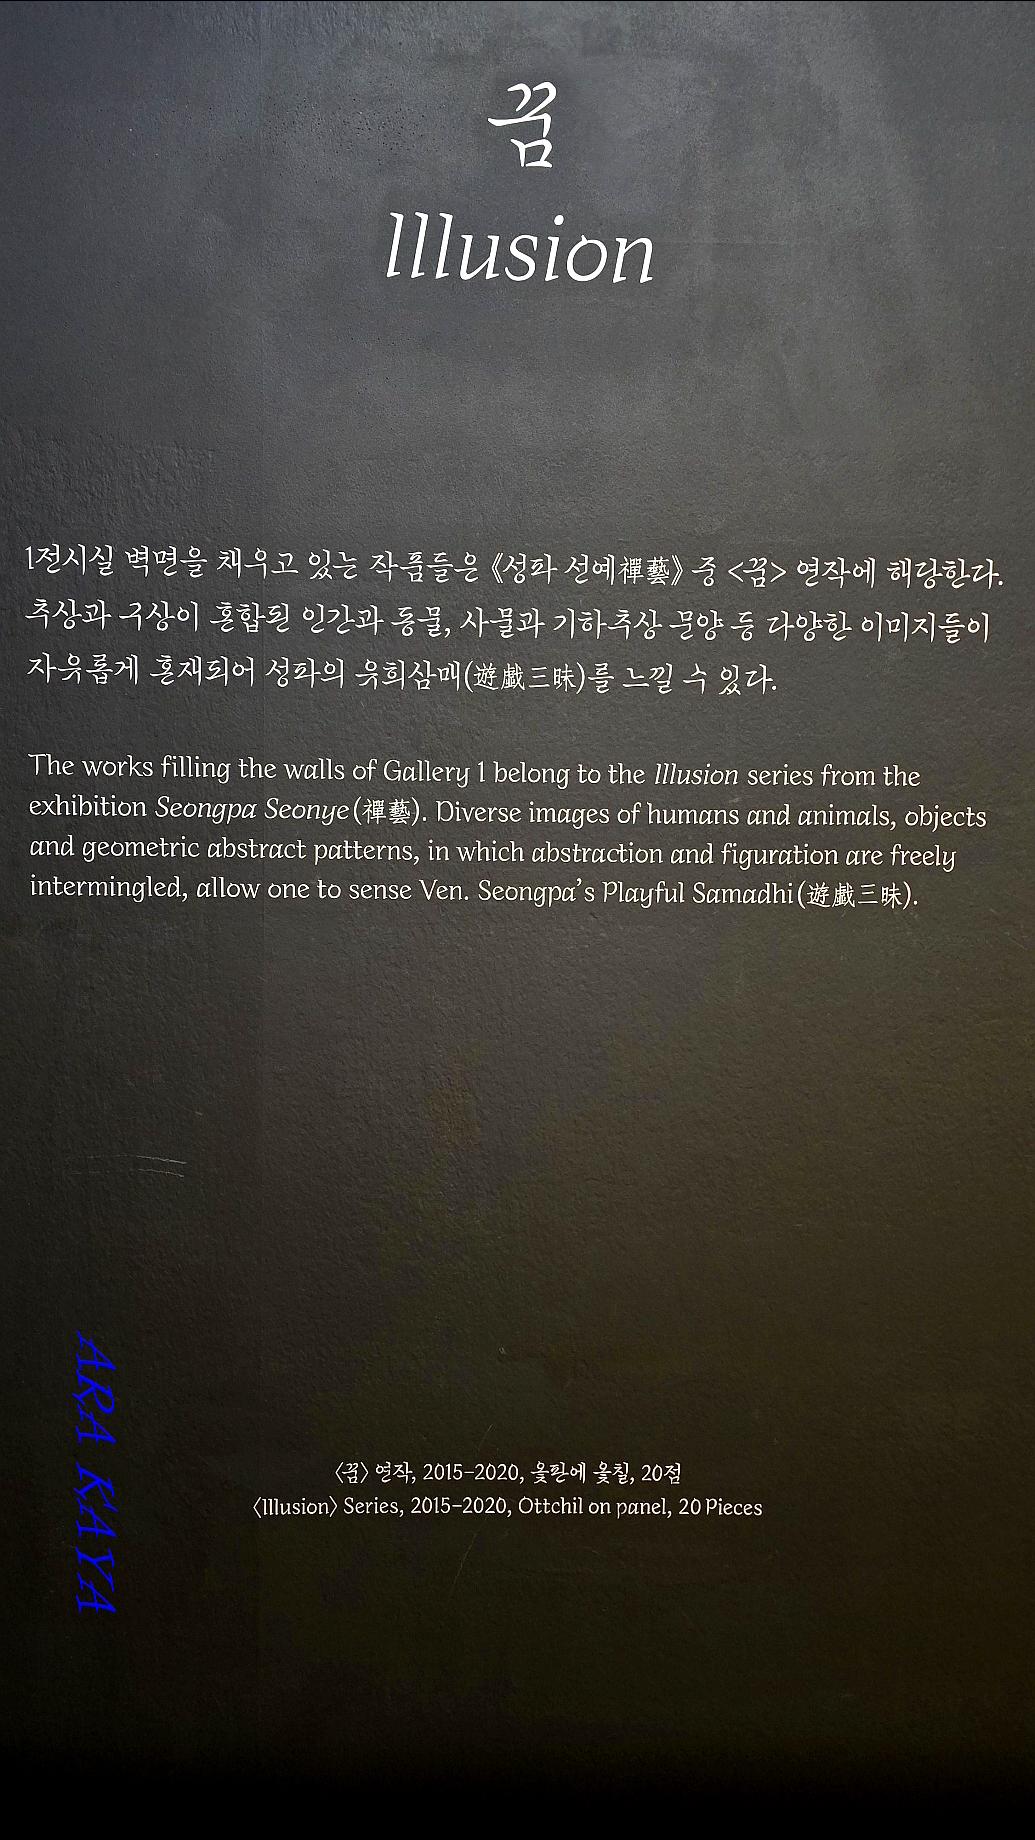 꿈
Illusion
1전시실 벽면을 채우고 있는 작품들은 《성파 선예禪藝》 중 <꿈> 연작에 해당한다.
추상과 구상이 혼합된 인간과 동물, 사물과 기하추상 문양 등 다양한 이미지들이
자유롭게 혼재되어 성파의 유희삼매(遊戱三昧)를 느낄 수 있다.
The works filling the walls of Gallery 1 belong to the Illusion series from the
exhibition Seongpa Seonye(禪藝). Diverse images of humans and animals, objects
and geometric abstract patterns, in which abstraction and figuration are freely
intermingled, allow one to sense Ven. Seongpa's Playful Samadhi(遊戱三昧).
ARA KAYA
〈꿈〉 연작, 2015-2020, 옻판에 옻칠, 20점
〈Illusion〉 Series, 2015-2020, Ottchil on panel, 20 Pieces